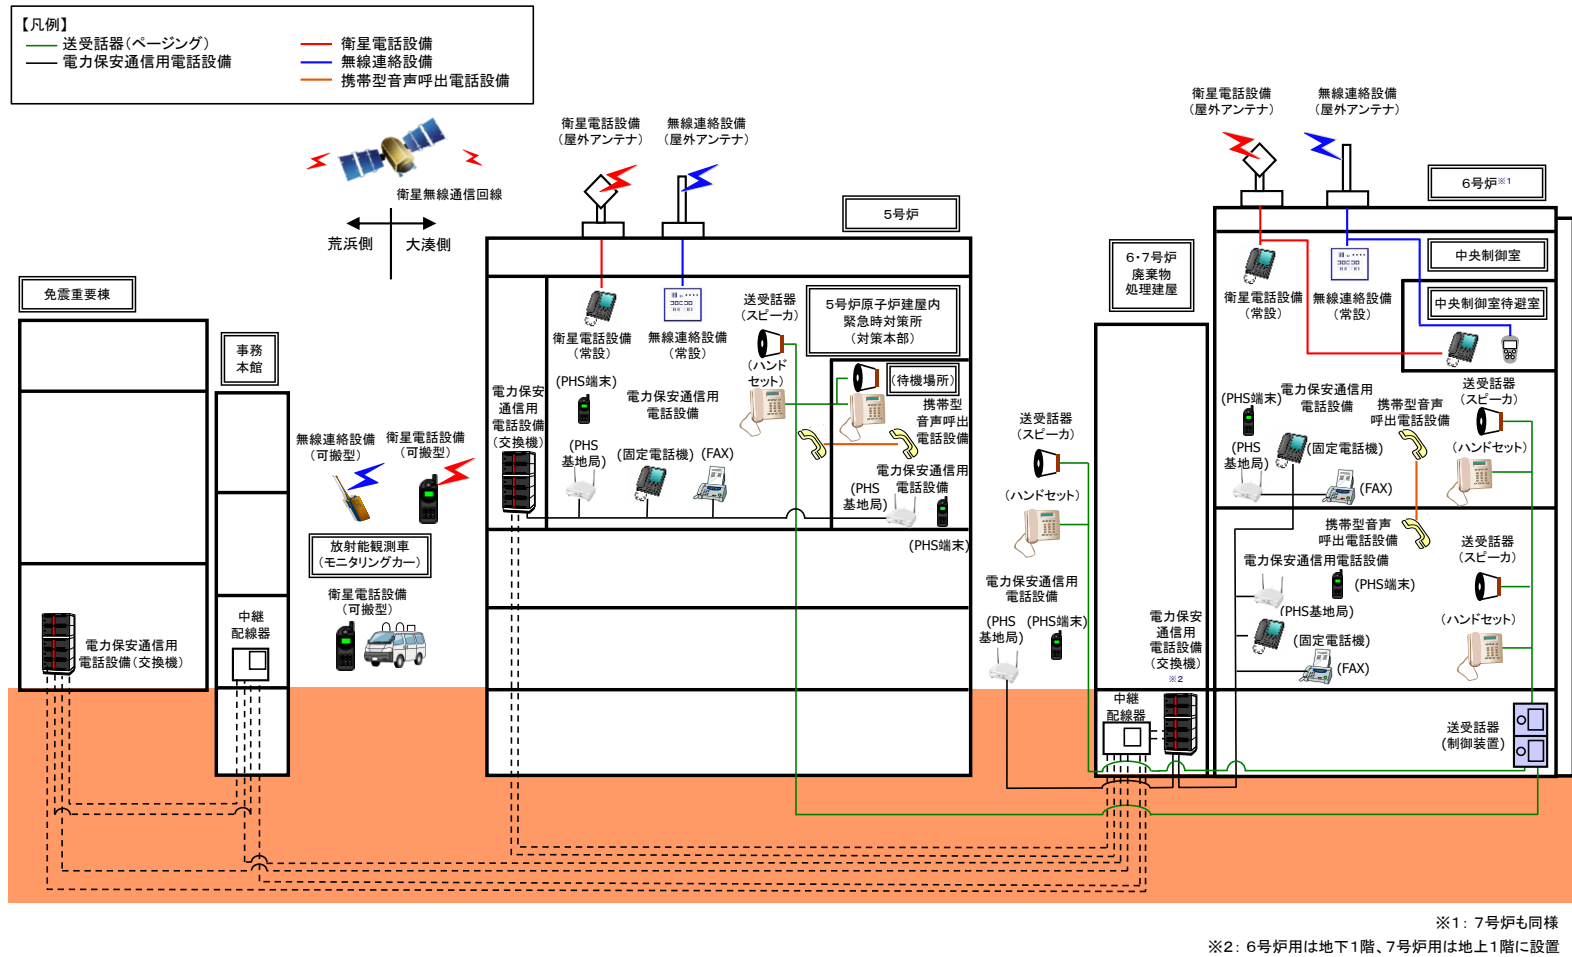 【凡例】
送受話器(ページング)
電力保安通信用電話設備
衛星電話設備
無線連絡設備
携帯型音声呼出電話設備
衛星無線通信回線
荒浜側
大湊側
衛星電話設備
(屋外アンテナ)
無線連絡設備
(屋外アンテナ)
5号炉
衛星電話設備
(屋外アンテナ)
無線連絡設備
(屋外アンテナ)
6号炉※1
免震重要棟
事務
本館
電力保安通信用
電話設備(交換機)
中継
配線器
無線連絡設備
(可搬型)
衛星電話設備
(可搬型)
放射能観測車
(モニタリングカー)
衛星電話設備
(可搬型)
衛星電話設備
(常設)
無線連絡設備
(常設)
送受話器
(スピーカ)
(ハンド
セット)
5号炉原子炉建屋内
緊急時対策所
(対策本部)
(待機場所)
電力保安
通信用
電話設備
(交換機)
(PHS端末)
電力保安通信用
電話設備
(PHS
基地局)
(固定電話機)
(FAX)
携帯型
音声呼出
電話設備
電力保安通信用
電話設備
(PHS
基地局)
(PHS端末)
送受話器
(スピーカ)
(ハンドセット)
電力保安通信用
電話設備
(PHS
基地局)
(PHS端末)
6・7号炉
廃棄物
処理建屋
電力保安
通信用
電話設備
(交換機)
※2
中継
配線器
中央制御室
衛星電話設備
(常設)
無線連絡設備
(常設)
中央制御室待避室
(PHS端末)
電力保安通信用
電話設備
(PHS
基地局)
(固定電話機)
(FAX)
携帯型音声
呼出電話設備
送受話器
(スピーカ)
(ハンドセット)
携帯型音声
呼出電話設備
電力保安通信用電話設備
(PHS端末)
(PHS基地局)
(固定電話機)
(FAX)
送受話器
(スピーカ)
(ハンドセット)
送受話器
(制御装置)
※1: 7号炉も同様
※2: 6号炉用は地下1階、7号炉用は地上1階に設置